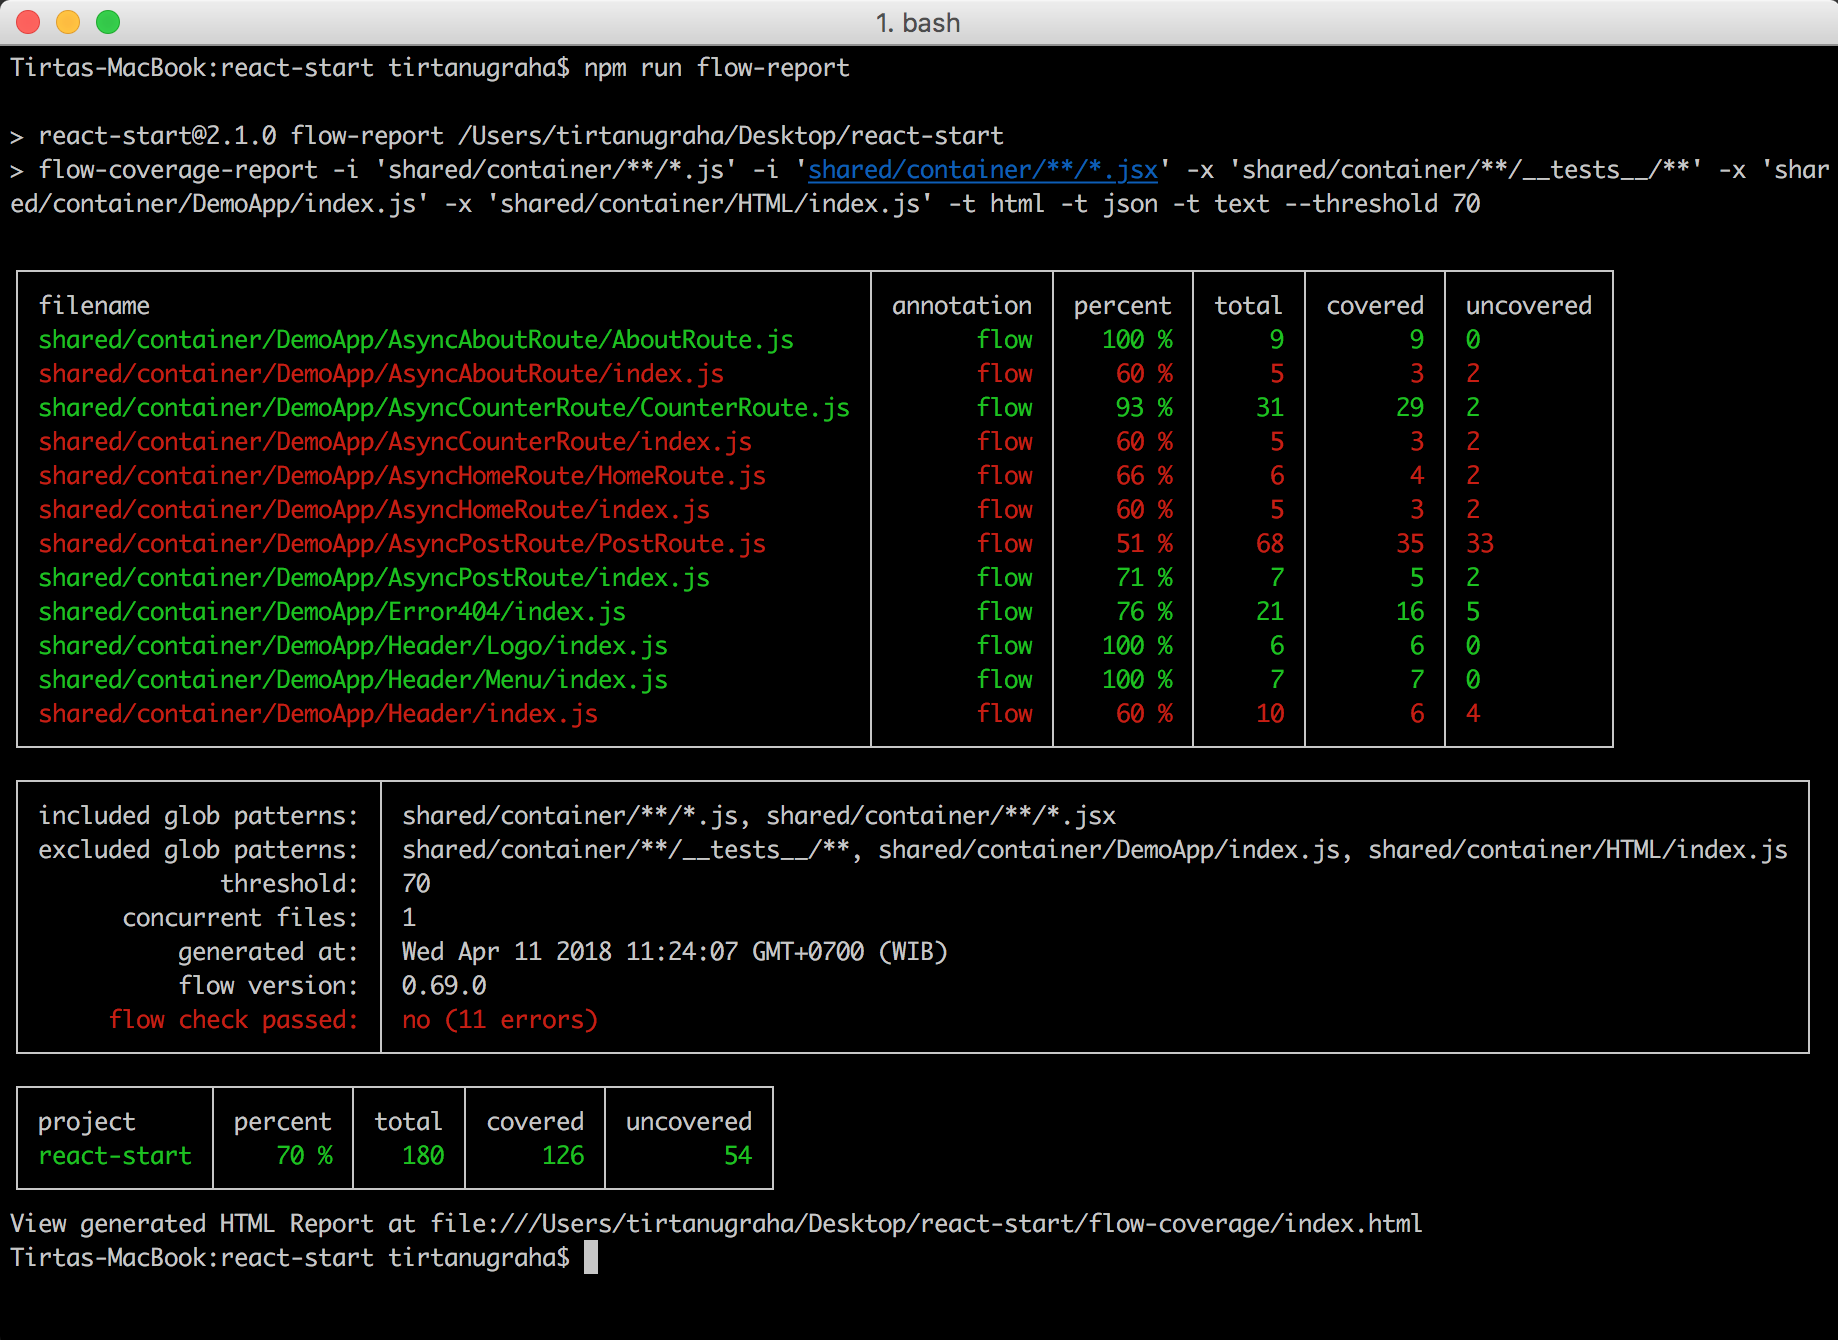 1. bash
Tirtas-MacBook:react-start tirtanugraha$ npm run flow-report
> react-start@2.1.0 flow-report /Users/tirtanugraha/Desktop/react-start
> flow-coverage-report -i 'shared/container/**/*.js' -i 'shared/container/**/*.jsx' -x 'shared/container/**/__tests__/**' -x 'shar
ed/container/DemoApp/index.js' -x 'shared/container/HTML/index.js' -t html -t json -t text --threshold 70
filename annotation percent total covered uncovered
shared/container/DemoApp/AsyncAboutRoute/AboutRoute.js flow 100 % 9 9 0
shared/container/DemoApp/AsyncAboutRoute/index.js flow 60 % 5 3 2
shared/container/DemoApp/AsyncCounterRoute/CounterRoute.js flow 93 % 31 29 2
shared/container/DemoApp/AsyncCounterRoute/index.js flow 60 % 5 3 2
shared/container/DemoApp/AsyncHomeRoute/HomeRoute.js flow 66 % 6 4 2
shared/container/DemoApp/AsyncHomeRoute/index.js flow 60 % 5 3 2
shared/container/DemoApp/AsyncPostRoute/PostRoute.js flow 51 % 68 35 33
shared/container/DemoApp/AsyncPostRoute/index.js flow 71 % 7 5 2
shared/container/DemoApp/Error404/index.js flow 76 % 21 16 5
shared/container/DemoApp/Header/Logo/index.js flow 100 % 6 6 0
shared/container/DemoApp/Header/Menu/index.js flow 100 % 7 7 0
shared/container/DemoApp/Header/index.js flow 60 % 10 6 4
included glob patterns: shared/container/**/*.js, shared/container/**/*.jsx
excluded glob patterns: shared/container/**/__tests__/**, shared/container/DemoApp/index.js, shared/container/HTML/index.js
threshold: 70
concurrent files: 1
generated at: Wed Apr 11 2018 11:24:07 GMT+0700 (WIB)
flow version: 0.69.0
flow check passed: no (11 errors)
project percent total covered uncovered
react-start 70 % 180 126 54
View generated HTML Report at file:///Users/tirtanugraha/Desktop/react-start/flow-coverage/index.html
Tirtas-MacBook:react-start tirtanugraha$